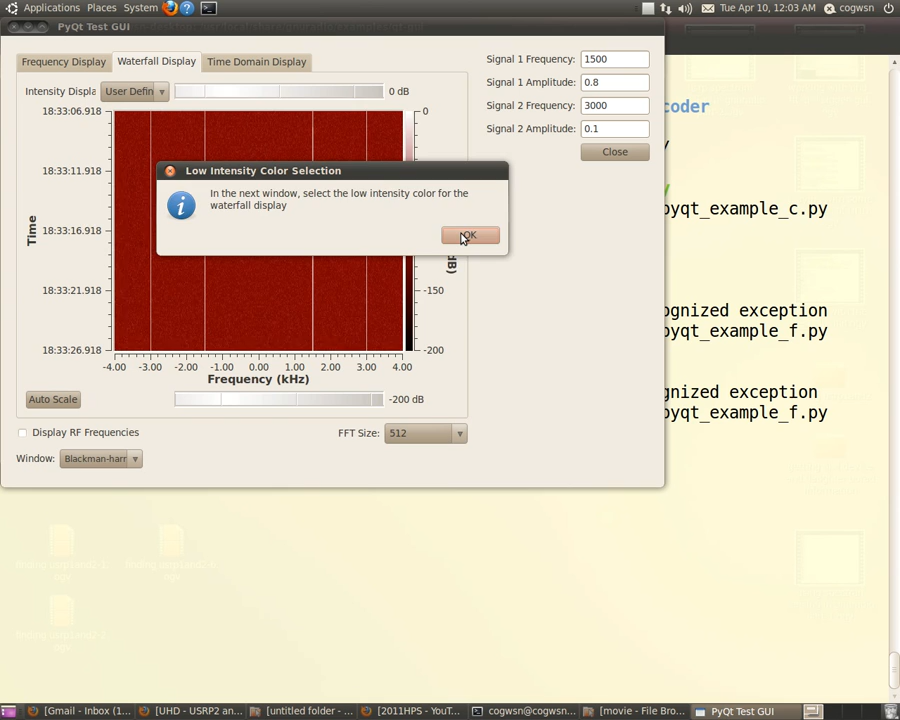 Applications Places System Tue Apr 10, 12:03 AM cogwsn
PyQt Test GUI
Frequency Display Waterfall Display Time Domain Display
Intensity Displa User Defin 0 dB
Signal 1 Frequency: 1500
Signal 1 Amplitude: 0.8
Signal 2 Frequency: 3000
Signal 2 Amplitude: 0.1
Close
18:33:06.918
18:33:11.918
18:33:16.918
18:33:21.918
18:33:26.918
Time
0
-150
-200
dB)
Low Intensity Color Selection
In the next window, select the low intensity color for the
waterfall display
OK
-4.00 -3.00 -2.00 -1.00 0.00 1.00 2.00 3.00 4.00
Frequency (kHz)
Auto Scale -200 dB
Display RF Frequencies FFT Size: 512
Window: Blackman-harr
coder
y
pyqt_example_c.py
ognized exception
pyqt_example_f.py
gnized exception
pyqt_example_f.py
[Gmail - Inbox (1... [UHD - USRP2 an... [untitled folder - ... [2011HPS - YouT... cogwsn@cogwsn... [movie - File Bro... PyQt Test GUI